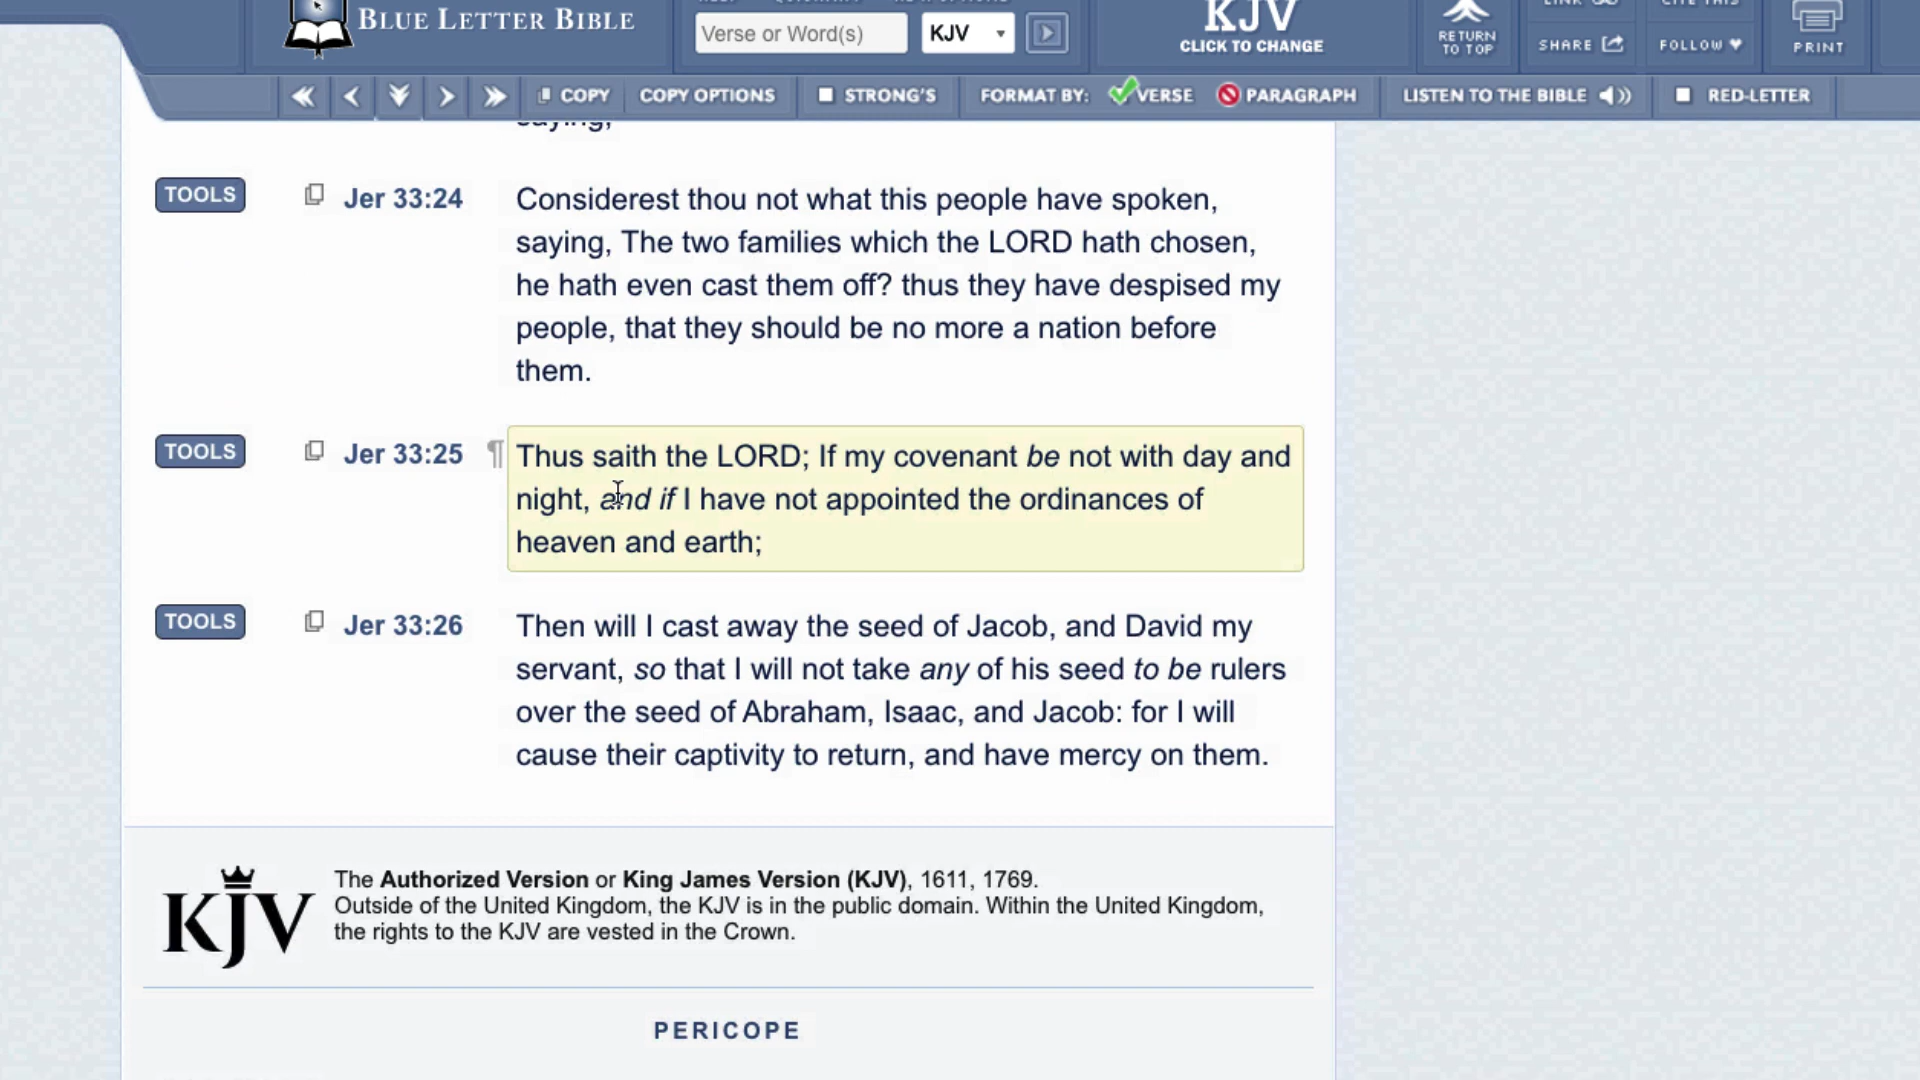 BLUE LETTER BIBLE
Verse or Word(s)
KJV
KJV
CLICK TO CHANGE
RETURN
TO TOP
SHARE
FOLLOW
PRINT
COPY
COPY OPTIONS
STRONG'S
FORMAT BY:
VERSE
PARAGRAPH
LISTEN TO THE BIBLE
RED-LETTER
saying,
TOOLS
Jer 33:24
Considerest thou not what this people have spoken,
saying, The two families which the LORD hath chosen,
he hath even cast them off? thus they have despised my
people, that they should be no more a nation before
them.
TOOLS
Jer 33:25
¶
Thus saith the LORD; If my covenant be not with day and
night, and if I have not appointed the ordinances of
heaven and earth;
TOOLS
Jer 33:26
Then will I cast away the seed of Jacob, and David my
servant, so that I will not take any of his seed to be rulers
over the seed of Abraham, Isaac, and Jacob: for I will
cause their captivity to return, and have mercy on them.
KJV
The Authorized Version or King James Version (KJV), 1611, 1769.
Outside of the United Kingdom, the KJV is in the public domain. Within the United Kingdom,
the rights to the KJV are vested in the Crown.
PERICOPE